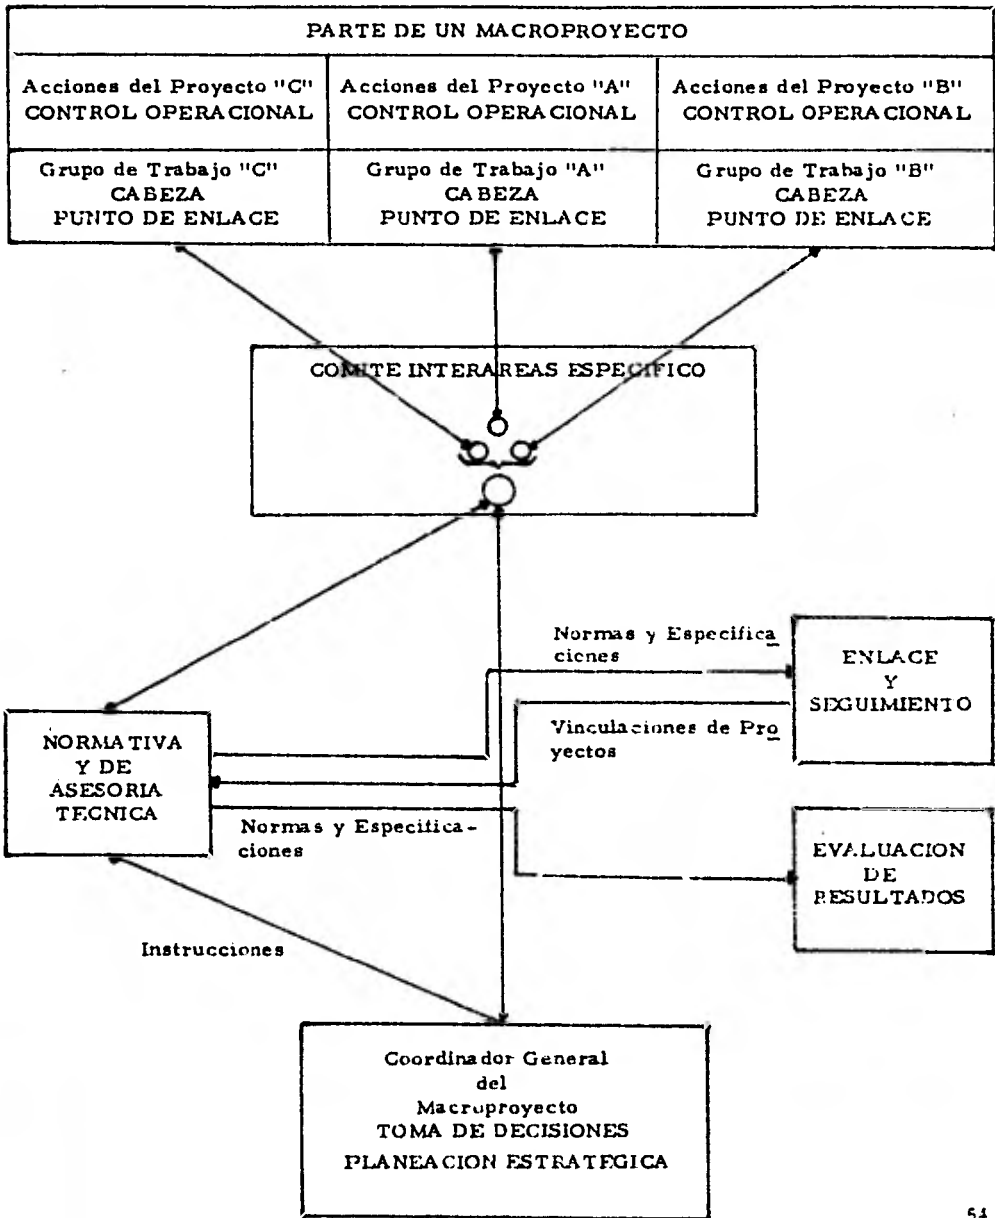 PARTE DE UN MACROPROYECTO
Acciones del Proyecto "C"
CONTROL OPERACIONAL
Acciones del Proyecto "A"
CONTROL OPERACIONAL
Acciones del Proyecto "B"
CONTROL OPERACIONAL
Grupo de Trabajo "C"
CABEZA
PUNTO DE ENLACE
Grupo de Trabajo "A"
CABEZA
PUNTO DE ENLACE
Grupo de Trabajo "B"
CABEZA
PUNTO DE ENLACE
COMITE INTERAREAS ESPECIFICO
Normas y Especifica
ciones
ENLACE
Y
SEGUIMIENTO
Vinculaciones de Pro
yectos
NORMATIVA
Y DE
ASESORIA
TECNICA
Normas y Especifica-
ciones
EVALUACION
DE
RESULTADOS
Instrucciones
Coordinador General
del
Macroproyecto
TOMA DE DECISIONES
PLANEACION ESTRATEGICA
54